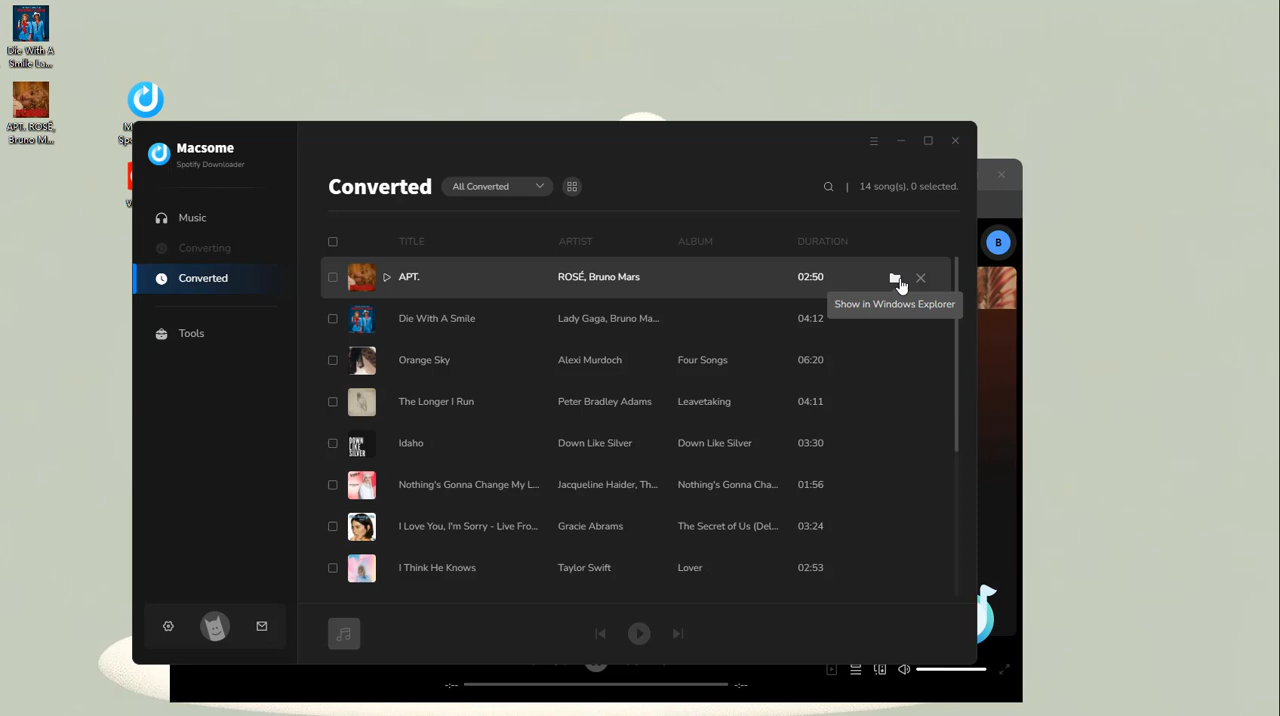 Die With A
Smile Lu...
APT. ROSÉ,
Bruno M...
Macsome
Spotify Downloader
Music
Converting
Converted
Tools
Converted
All Converted
14 song(s), 0 selected.
TITLE ARTIST ALBUM DURATION
APT. ROSÉ, Bruno Mars 02:50
Show in Windows Explorer
Die With A Smile Lady Gaga, Bruno Ma... 04:12
Orange Sky Alexi Murdoch Four Songs 06:20
The Longer I Run Peter Bradley Adams Leavetaking 04:11
DOWN
LIKE
SILVER
Idaho Down Like Silver Down Like Silver 03:30
Nothing's Gonna Change My L... Jacqueline Haider, Th... Nothing's Gonna Cha... 01:56
I Love You, I'm Sorry - Live Fro... Gracie Abrams The Secret of Us (Del... 03:24
I Think He Knows Taylor Swift Lover 02:53
B
-:-- -:--